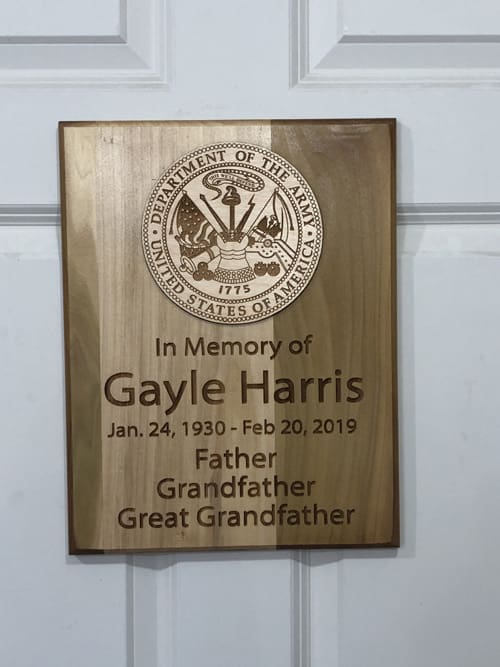 DEPARTMENT OF THE ARMY
1775
UNITED STATES OF AMERICA
In Memory of
Gayle Harris
Jan. 24, 1930 - Feb 20, 2019
Father
Grandfather
Great Grandfather